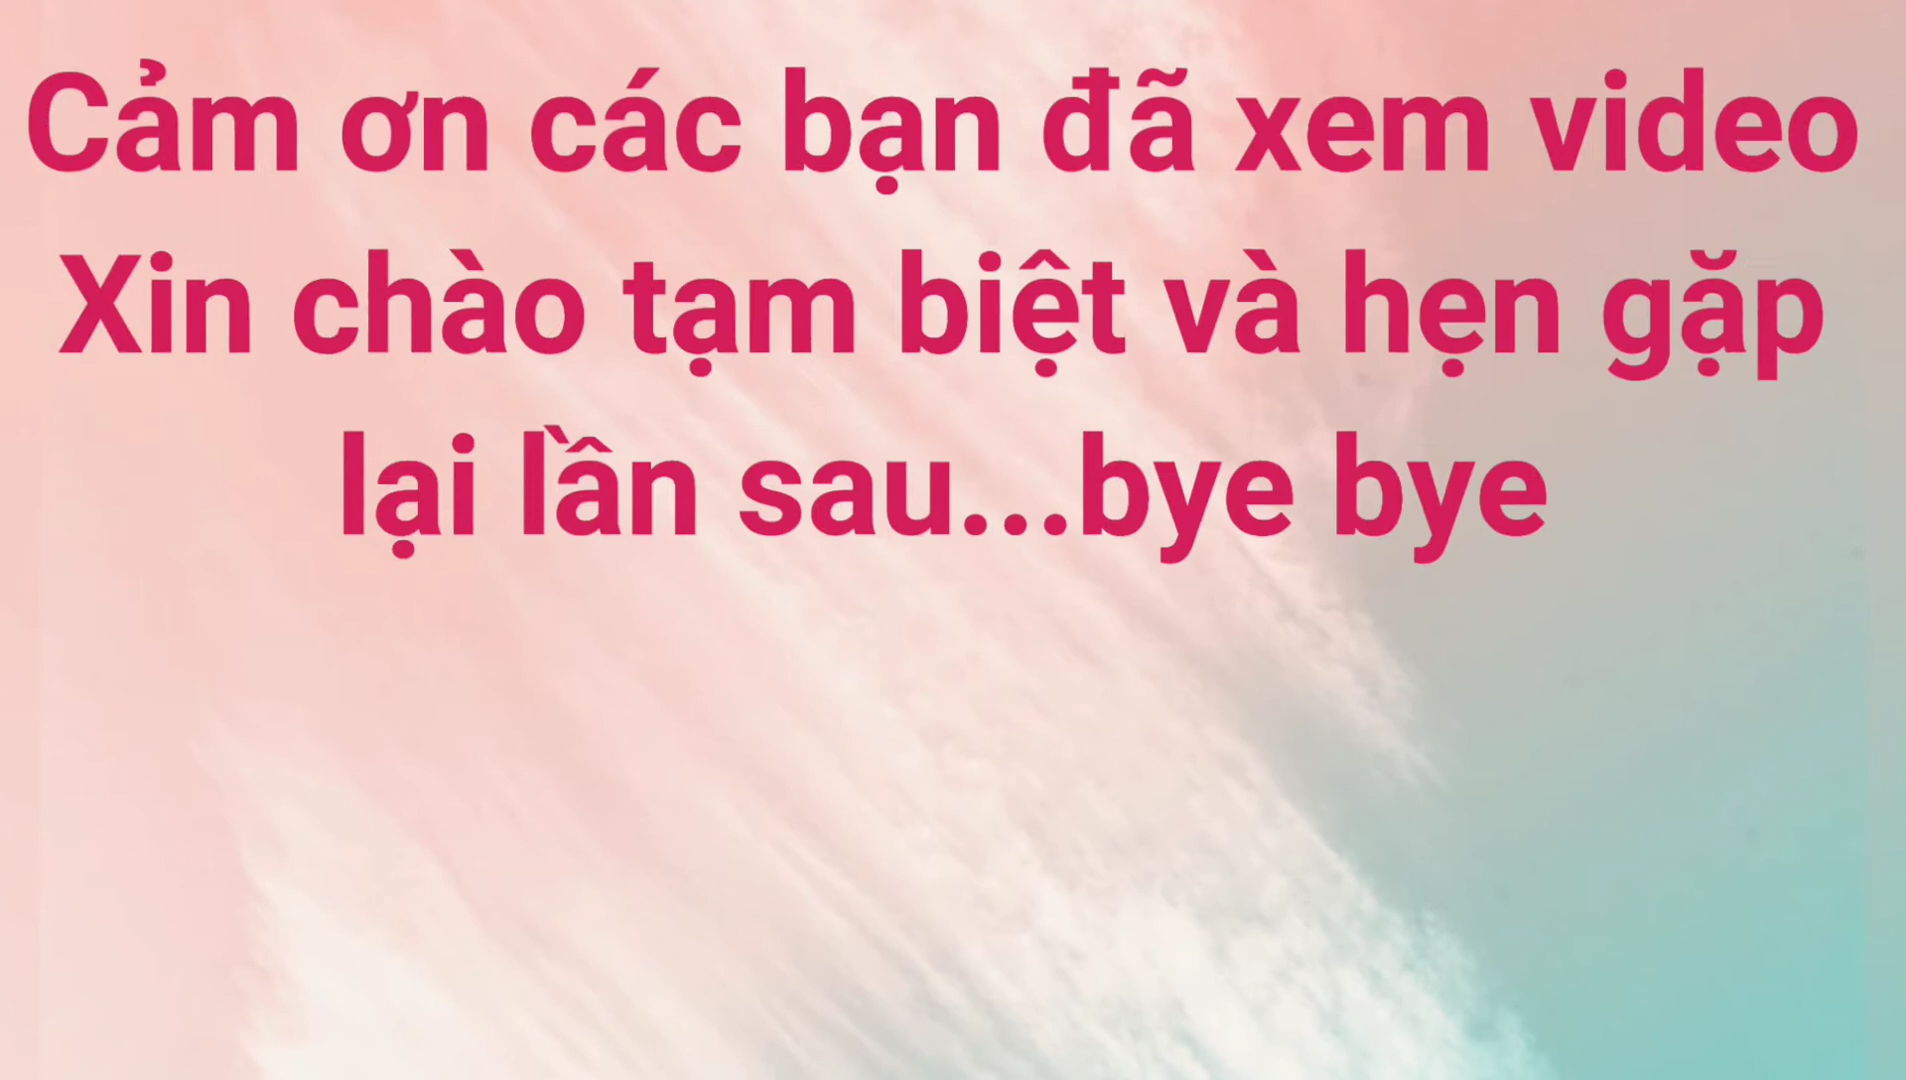 Cảm ơn các bạn đã xem video
Xin chào tạm biệt và hẹn gặp
lại lần sau...bye bye